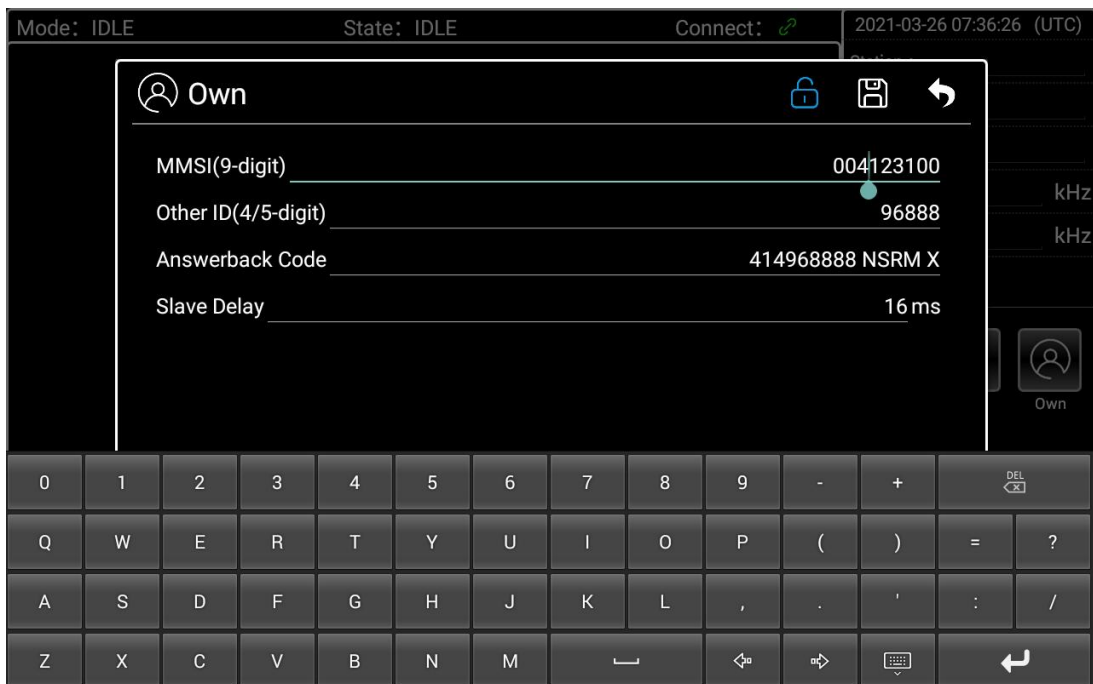 Mode: IDLE State: IDLE Connect: 2021-03-26 07:36:26 (UTC)
Own
MMSI(9-digit) 004123100
Other ID(4/5-digit) 96888
Answerback Code 414968888 NSRM X
Slave Delay 16 ms
kHz
kHz
Own
0 1 2 3 4 5 6 7 8 9 - + DEL
Q W E R T Y U I O P ( ) = ?
A S D F G H J K L , . ' : /
Z X C V B N M